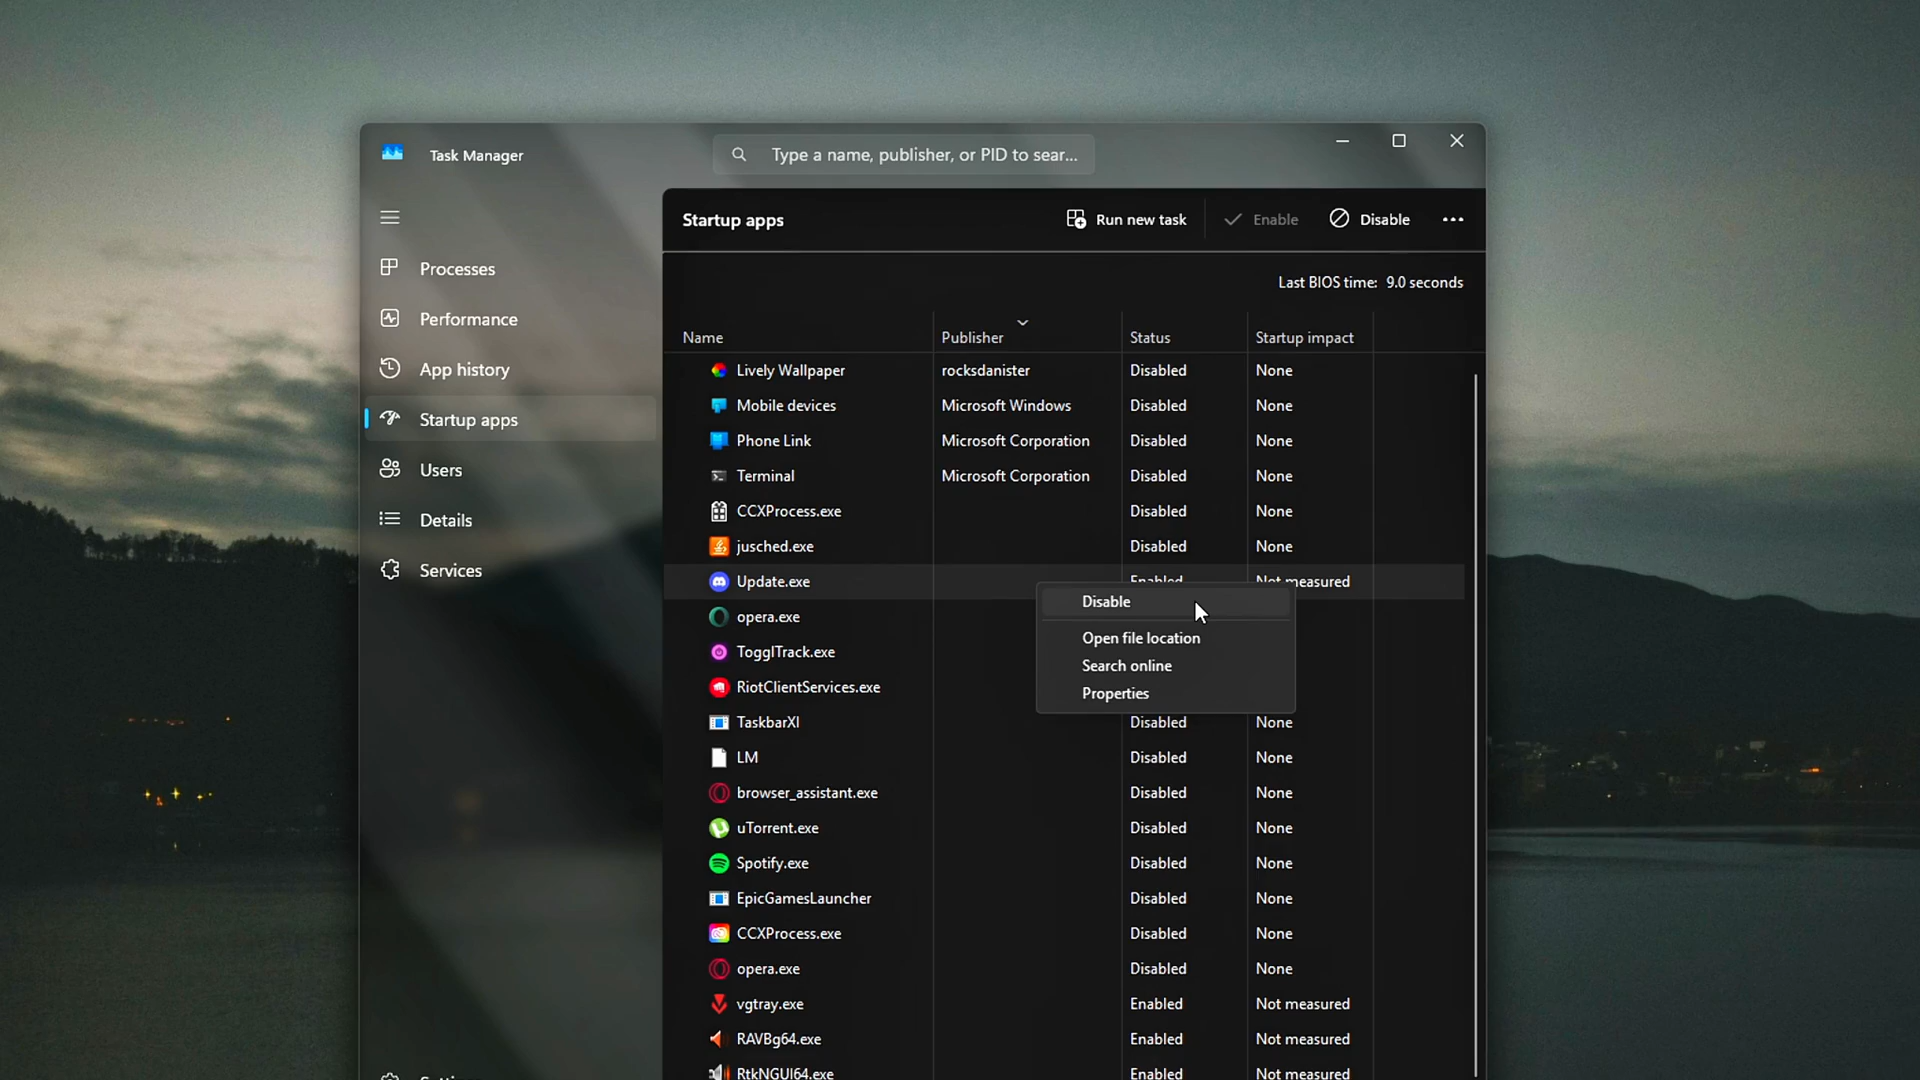 Task Manager
Type a name, publisher, or PID to sear...
Startup apps
Run new task
Enable
Disable
Last BIOS time: 9.0 seconds
Processes
Performance
App history
Startup apps
Users
Details
Services
Name Publisher Status Startup impact
Lively Wallpaper rocksdanister Disabled None
Mobile devices Microsoft Windows Disabled None
Phone Link Microsoft Corporation Disabled None
Terminal Microsoft Corporation Disabled None
CCXProcess.exe Disabled None
jusched.exe Disabled None
Update.exe Enabled Not measured
Disable
Open file location
Search online
Properties
opera.exe
TogglTrack.exe
RiotClientServices.exe
TaskbarXI Disabled None
LM Disabled None
browser_assistant.exe Disabled None
uTorrent.exe Disabled None
Spotify.exe Disabled None
EpicGamesLauncher Disabled None
CCXProcess.exe Disabled None
opera.exe Disabled None
vgtray.exe Enabled Not measured
RAVBg64.exe Enabled Not measured
RtkNGUI64.exe Enabled Not measured